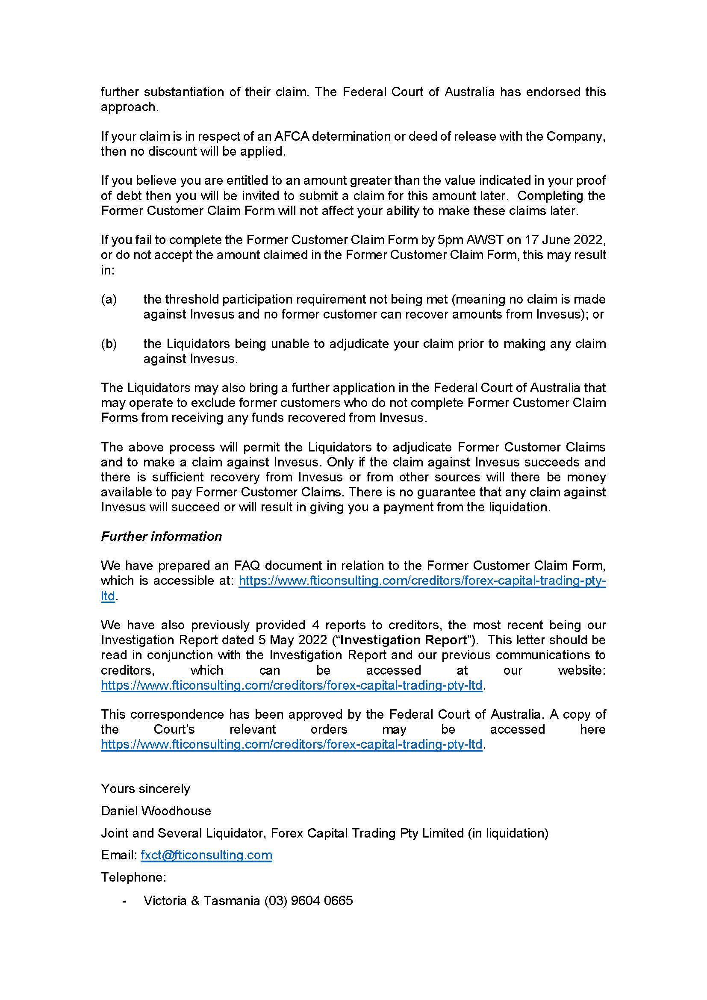 further substantiation of their claim. The Federal Court of Australia has endorsed this
approach.
If your claim is in respect of an AFCA determination or deed of release with the Company,
then no discount will be applied.
If you believe you are entitled to an amount greater than the value indicated in your proof
of debt then you will be invited to submit a claim for this amount later.  Completing the
Former Customer Claim Form will not affect your ability to make these claims later.
If you fail to complete the Former Customer Claim Form by 5pm AWST on 17 June 2022,
or do not accept the amount claimed in the Former Customer Claim Form, this may result
in:
(a) the threshold participation requirement not being met (meaning no claim is made
against Invesus and no former customer can recover amounts from Invesus); or
(b) the Liquidators being unable to adjudicate your claim prior to making any claim
against Invesus.
The Liquidators may also bring a further application in the Federal Court of Australia that
may operate to exclude former customers who do not complete Former Customer Claim
Forms from receiving any funds recovered from Invesus.
The above process will permit the Liquidators to adjudicate Former Customer Claims
and to make a claim against Invesus. Only if the claim against Invesus succeeds and
there is sufficient recovery from Invesus or from other sources will there be money
available to pay Former Customer Claims. There is no guarantee that any claim against
Invesus will succeed or will result in giving you a payment from the liquidation.
Further information
We have prepared an FAQ document in relation to the Former Customer Claim Form,
which is accessible at: https://www.fticonsulting.com/creditors/forex-capital-trading-pty-
ltd.
We have also previously provided 4 reports to creditors, the most recent being our
Investigation Report dated 5 May 2022 (“Investigation Report”).  This letter should be
read in conjunction with the Investigation Report and our previous communications to
creditors, which can be accessed at our website:
https://www.fticonsulting.com/creditors/forex-capital-trading-pty-ltd.
This correspondence has been approved by the Federal Court of Australia. A copy of
the Court’s relevant orders may be accessed here
https://www.fticonsulting.com/creditors/forex-capital-trading-pty-ltd.
Yours sincerely
Daniel Woodhouse
Joint and Several Liquidator, Forex Capital Trading Pty Limited (in liquidation)
Email: fxct@fticonsulting.com
Telephone:
- Victoria & Tasmania (03) 9604 0665